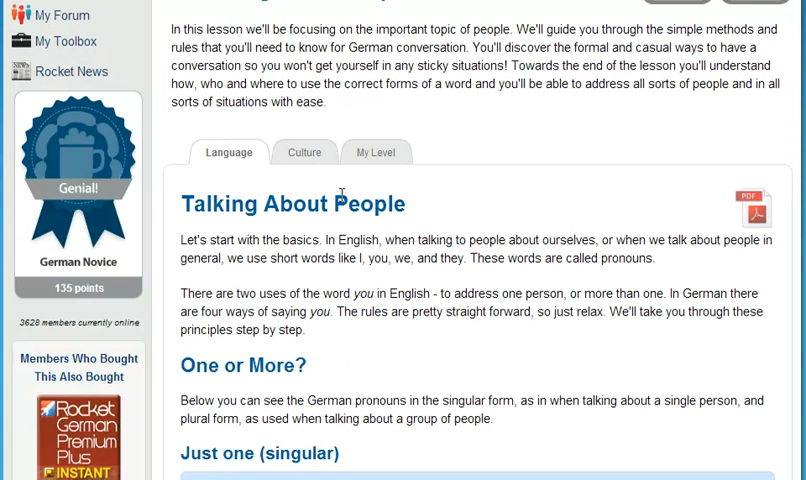 My Forum
My Toolbox
Rocket News
Genial!
German Novice
135 points
3628 members currently online
Members Who Bought
This Also Bought
Rocket
German
Premium
Plus
INSTANT
In this lesson we'll be focusing on the important topic of people. We'll guide you through the simple methods and
rules that you'll need to know for German conversation. You'll discover the formal and casual ways to have a
conversation so you won't get yourself in any sticky situations! Towards the end of the lesson you'll understand
how, who and where to use the correct forms of a word and you'll be able to address all sorts of people and in all
sorts of situations with ease.
Language Culture My Level
Talking About People
PDF
Let's start with the basics. In English, when talking to people about ourselves, or when we talk about people in
general, we use short words like I, you, we, and they. These words are called pronouns.
There are two uses of the word you in English - to address one person, or more than one. In German there
are four ways of saying you. The rules are pretty straight forward, so just relax. We'll take you through these
principles step by step.
One or More?
Below you can see the German pronouns in the singular form, as in when talking about a single person, and
plural form, as used when talking about a group of people.
Just one (singular)